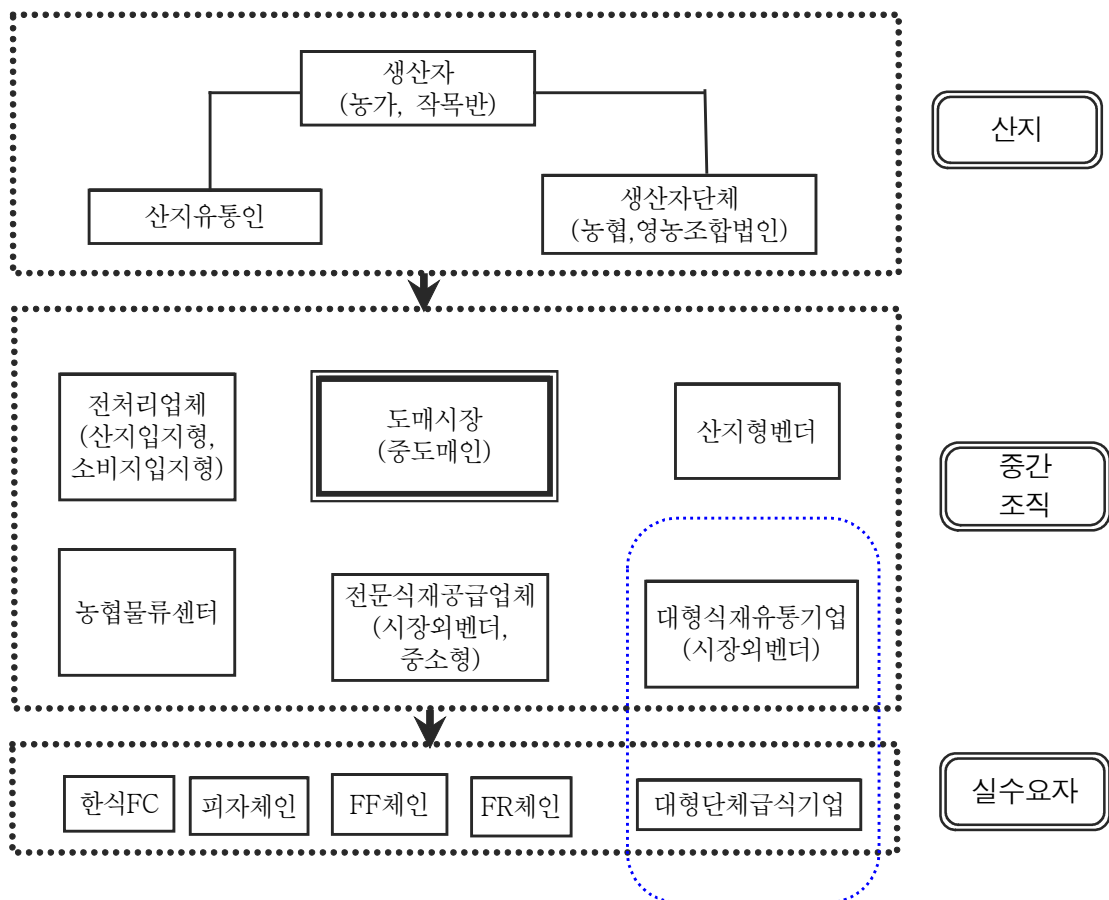 생산자
(농가, 작목반)
산지
산지유통인
생산자단체
(농협,영농조합법인)
전처리업체
(산지입지형,
소비지입지형)
도매시장
(중도매인)
산지형벤더
중간
조직
농협물류센터
전문식재공급업체
(시장외벤더,
중소형)
대형식재유통기업
(시장외벤더)
한식FC
피자체인
FF체인
FR체인
대형단체급식기업
실수요자